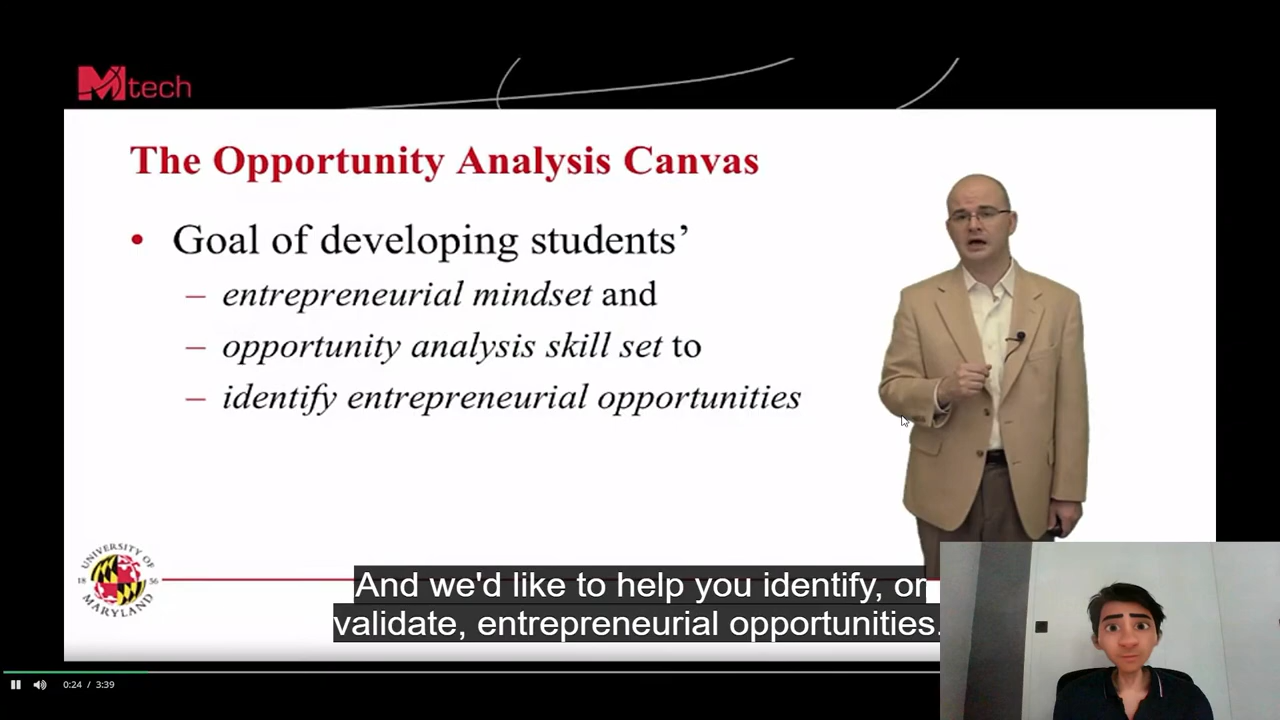 Mtech
The Opportunity Analysis Canvas
• Goal of developing students’
– entrepreneurial mindset and
– opportunity analysis skill set to
– identify entrepreneurial opportunities
UNIVERSITY OF
18 56
MARYLAND
And we'd like to help you identify, or
validate, entrepreneurial opportunities.
0:24 / 3:39